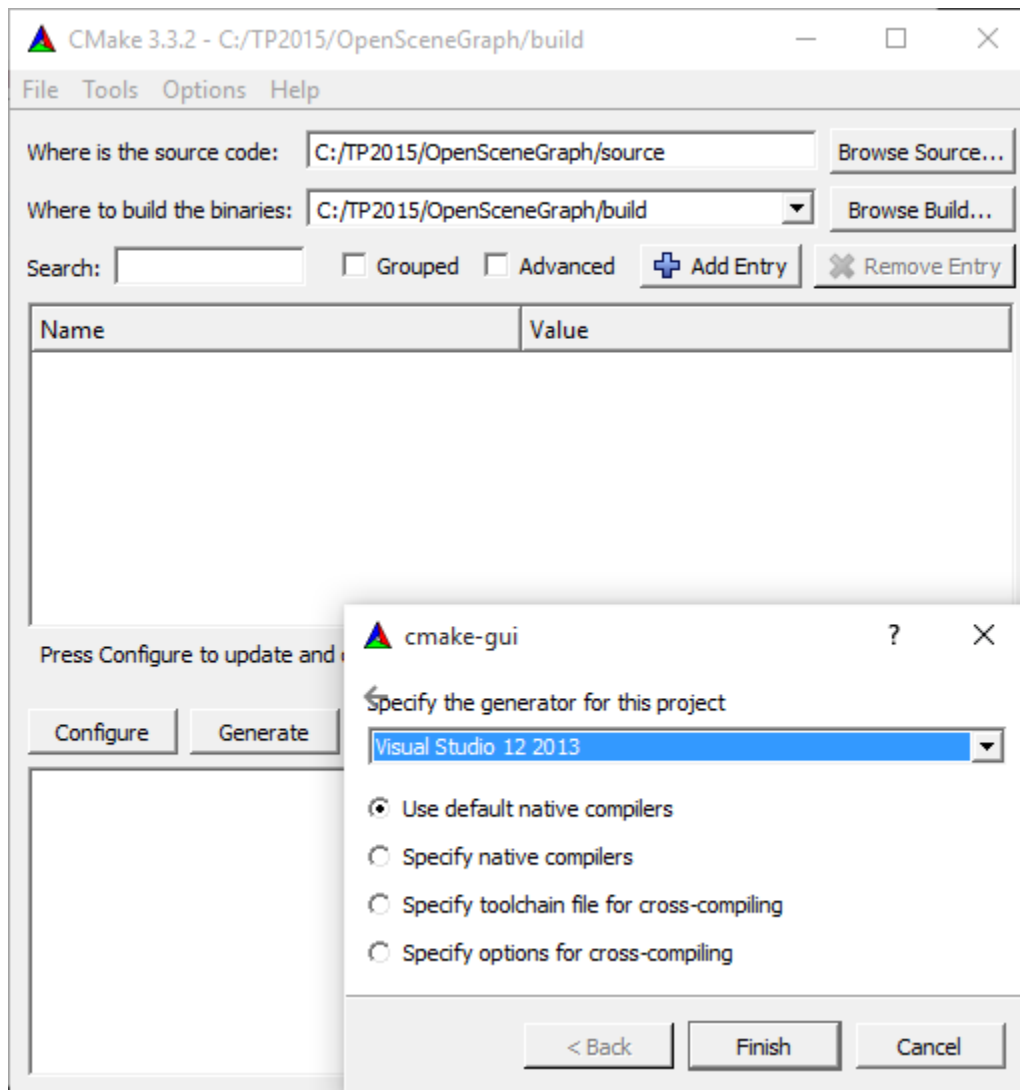 CMake 3.3.2 - C:/TP2015/OpenSceneGraph/build
File Tools Options Help
Where is the source code: C:/TP2015/OpenSceneGraph/source Browse Source...
Where to build the binaries: C:/TP2015/OpenSceneGraph/build Browse Build...
Search: Grouped Advanced Add Entry Remove Entry
Name Value
Press Configure to update and
cmake-gui ?
Specify the generator for this project
Configure Generate
Visual Studio 12 2013
Use default native compilers
Specify native compilers
Specify toolchain file for cross-compiling
Specify options for cross-compiling
< Back Finish Cancel